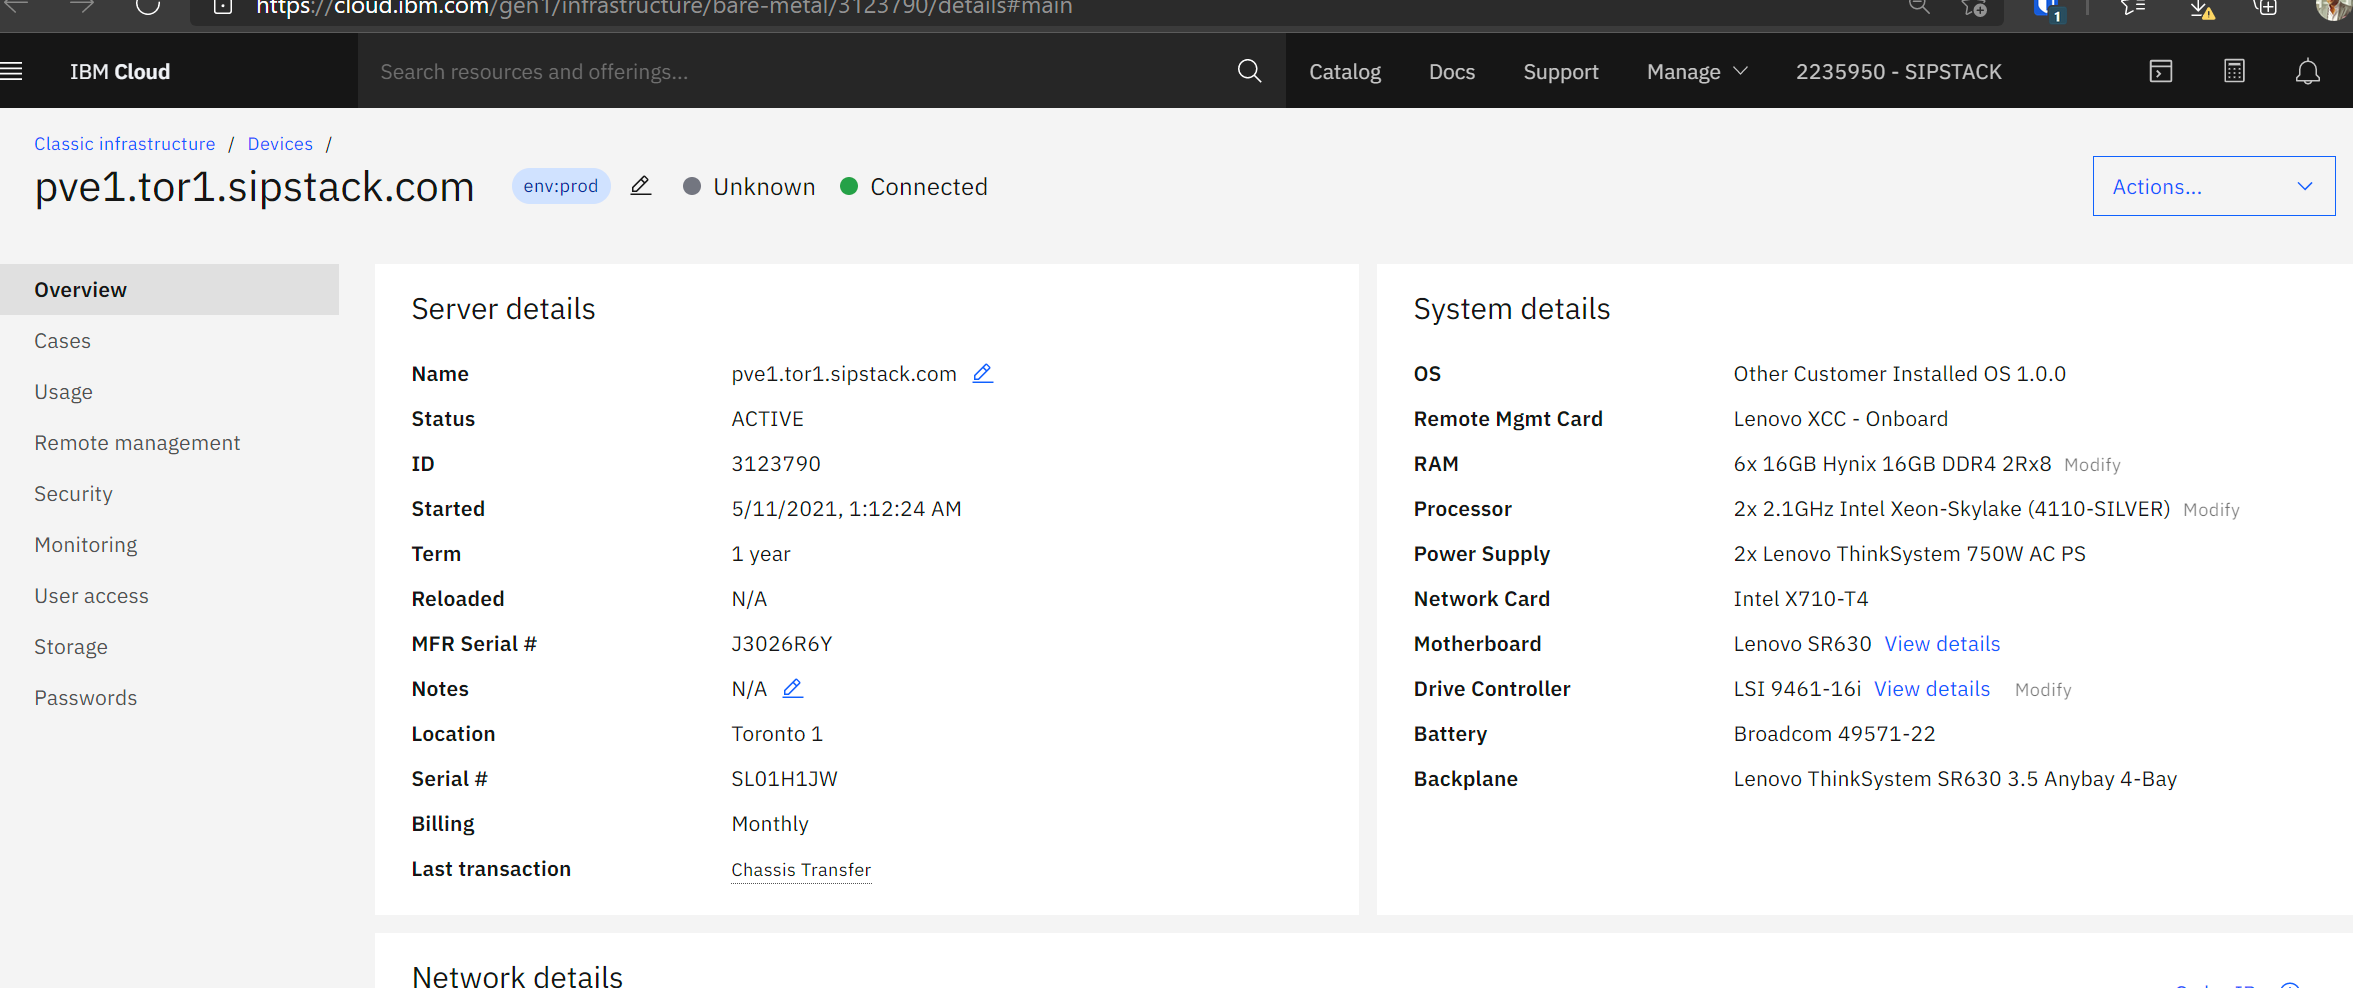 https://cloud.ibm.com/gen1/infrastructure/bare-metal/3123790/details#main
1
IBM Cloud
Search resources and offerings...
Catalog
Docs
Support
Manage
2235950 - SIPSTACK
Classic infrastructure / Devices /
pve1.tor1.sipstack.com
env:prod
Unknown
Connected
Actions...
Overview
Cases
Usage
Remote management
Security
Monitoring
User access
Storage
Passwords
Server details
Name pve1.tor1.sipstack.com
Status ACTIVE
ID 3123790
Started 5/11/2021, 1:12:24 AM
Term 1 year
Reloaded N/A
MFR Serial # J3026R6Y
Notes N/A
Location Toronto 1
Serial # SL01H1JW
Billing Monthly
Last transaction Chassis Transfer
System details
OS Other Customer Installed OS 1.0.0
Remote Mgmt Card Lenovo XCC - Onboard
RAM 6x 16GB Hynix 16GB DDR4 2Rx8 Modify
Processor 2x 2.1GHz Intel Xeon-Skylake (4110-SILVER) Modify
Power Supply 2x Lenovo ThinkSystem 750W AC PS
Network Card Intel X710-T4
Motherboard Lenovo SR630 View details
Drive Controller LSI 9461-16i View details Modify
Battery Broadcom 49571-22
Backplane Lenovo ThinkSystem SR630 3.5 Anybay 4-Bay
Network details